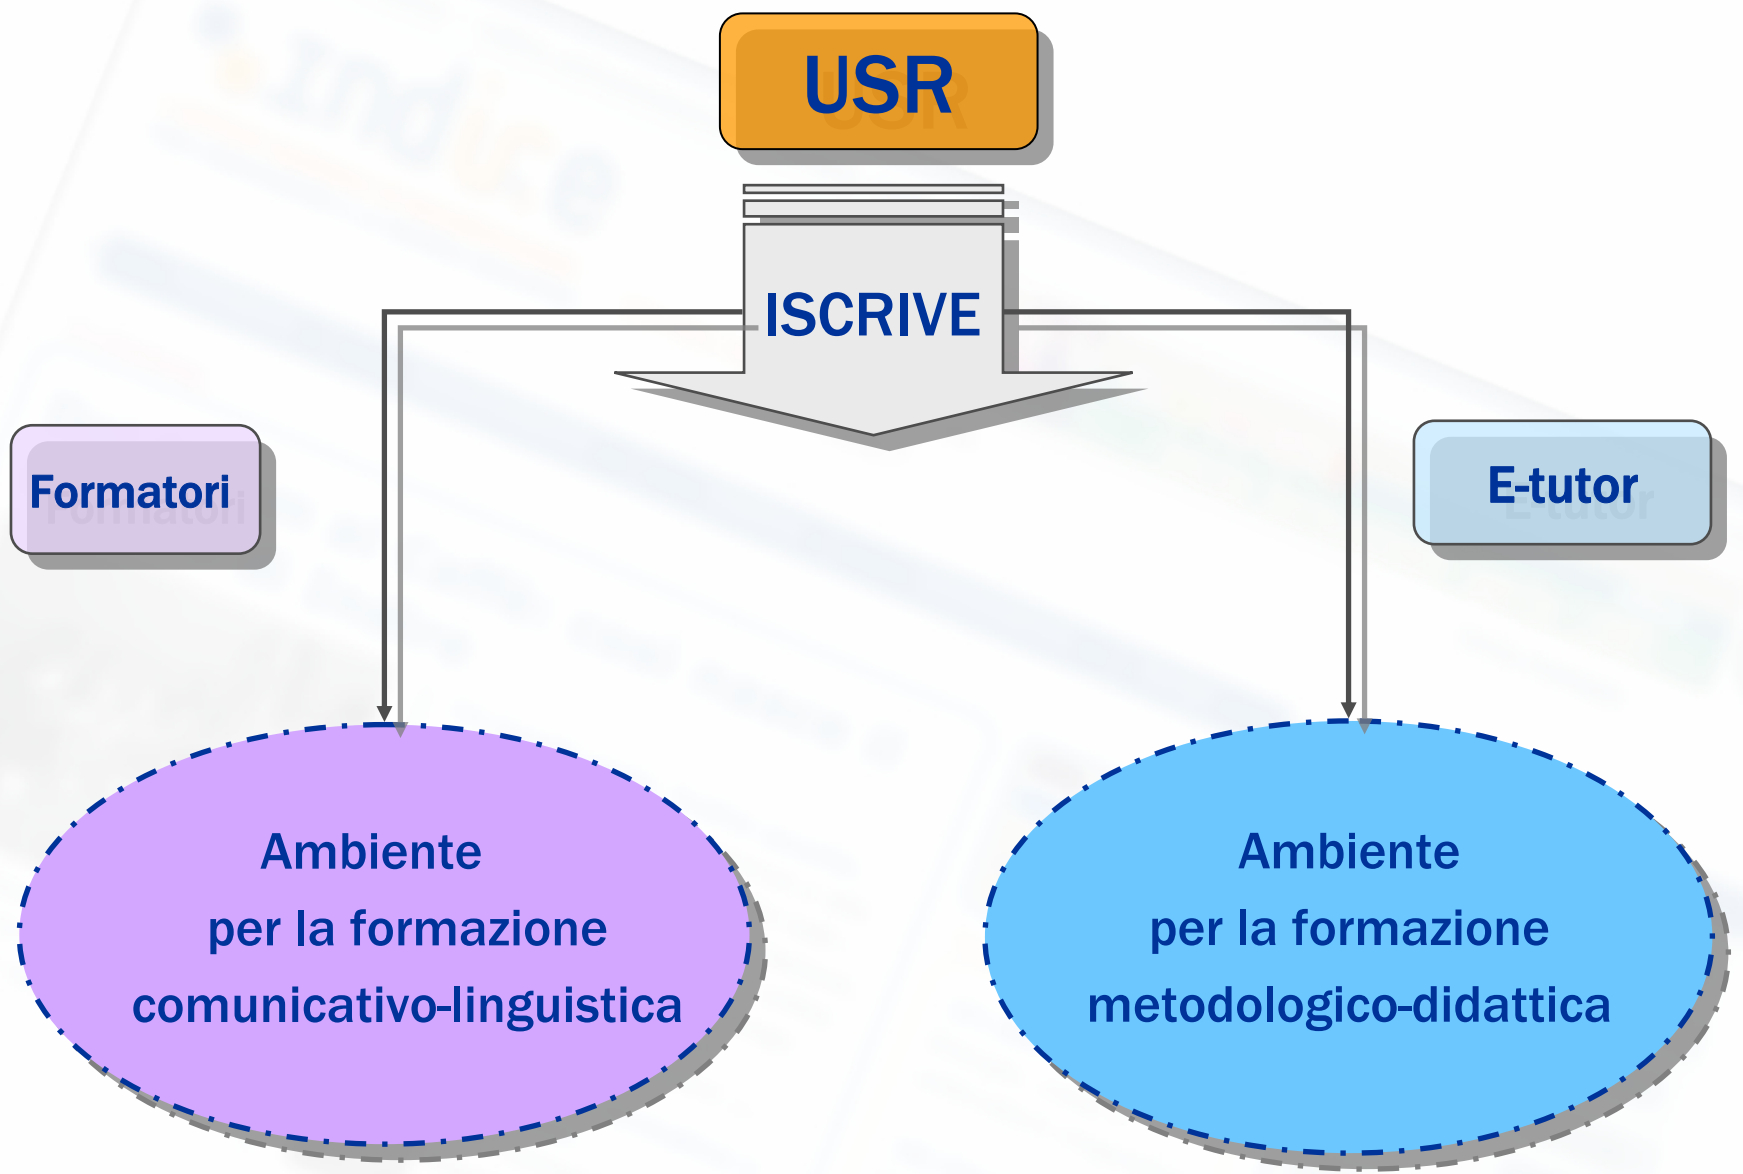 USR
ISCRIVE
Formatori
E-tutor
Ambiente
per la formazione
comunicativo-linguistica
Ambiente
per la formazione
metodologico-didattica